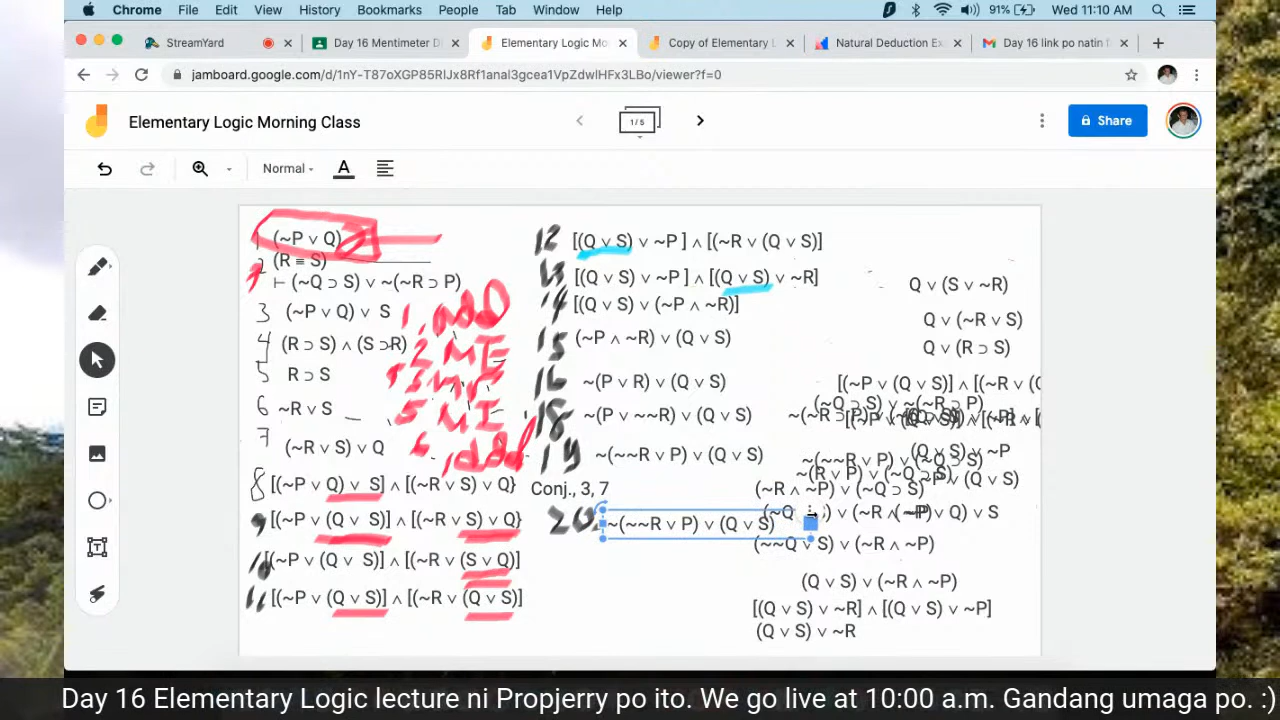 Chrome File Edit View History Bookmarks People Tab Window Help 91% Wed 11:10 AM
StreamYard Day 16 Mentimeter D Elementary Logic Mo Copy of Elementary L Natural Deduction Ex Day 16 link po natin f
jamboard.google.com/d/1nY-T87oXGP85RlJx8Rf1anal3gcea1VpZdwlHFx3LBo/viewer?f=0
Elementary Logic Morning Class
1/5
Share
Normal
1 (~P ∨ Q)
2 (R ≡ S)
⊢ (~Q ⊃ S) ∨ ~(~R ⊃ P)
3 (~P ∨ Q) ∨ S 1, add
4 (R ⊃ S) ∧ (S ⊃R) 2 ME
5 R ⊃ S
6 ~R ∨ S 5 MI
7 (~R ∨ S) ∨ Q 6, add
8 [(~P ∨ Q) ∨ S] ∧ [(~R ∨ S) ∨ Q}
9 [(~P ∨ (Q ∨ S)] ∧ [(~R ∨ S) ∨ Q}
10 [(~P ∨ (Q ∨ S)] ∧ [(~R ∨ (S ∨ Q)]
11 [(~P ∨ (Q ∨ S)] ∧ [(~R ∨ (Q ∨ S)]
12 [(Q ∨ S) ∨ ~P ] ∧ [(~R ∨ (Q ∨ S)]
13 [(Q ∨ S) ∨ ~P ] ∧ [(Q ∨ S) ∨ ~R]
14 [(Q ∨ S) ∨ (~P ∧ ~R)]
15 (~P ∧ ~R) ∨ (Q ∨ S)
16 ~(P ∨ R) ∨ (Q ∨ S)
18 ~(P ∨ ~~R) ∨ (Q ∨ S)
19 ~(~~R ∨ P) ∨ (Q ∨ S)
Conj., 3, 7
20. ~(~~R ∨ P) ∨ (Q ∨ S)
Q ∨ (S ∨ ~R)
Q ∨ (~R ∨ S)
Q ∨ (R ⊃ S)
[(~P ∨ (Q ∨ S)] ∧ [(~R ∨ (
(~Q ⊃ S) ∨ ~(~R ⊃ P)
(Q ∨ S) ∨ ~P
~(~~R ∨ P) ∨ (~Q ⊃ S)
~(R ∨ P) ∨ (~Q ⊃ S)
~P ∨ (Q ∨ S)
(~R ∧ ~P) ∨ (~Q ⊃ S)
(~~Q ∨ S) ∨ (~R ∧ ~P)
(Q ∨ S) ∨ (~R ∧ ~P)
[(Q ∨ S) ∨ ~R] ∧ [(Q ∨ S) ∨ ~P]
(Q ∨ S) ∨ ~R
Day 16 Elementary Logic lecture ni Propjerry po ito. We go live at 10:00 a.m. Gandang umaga po. :)